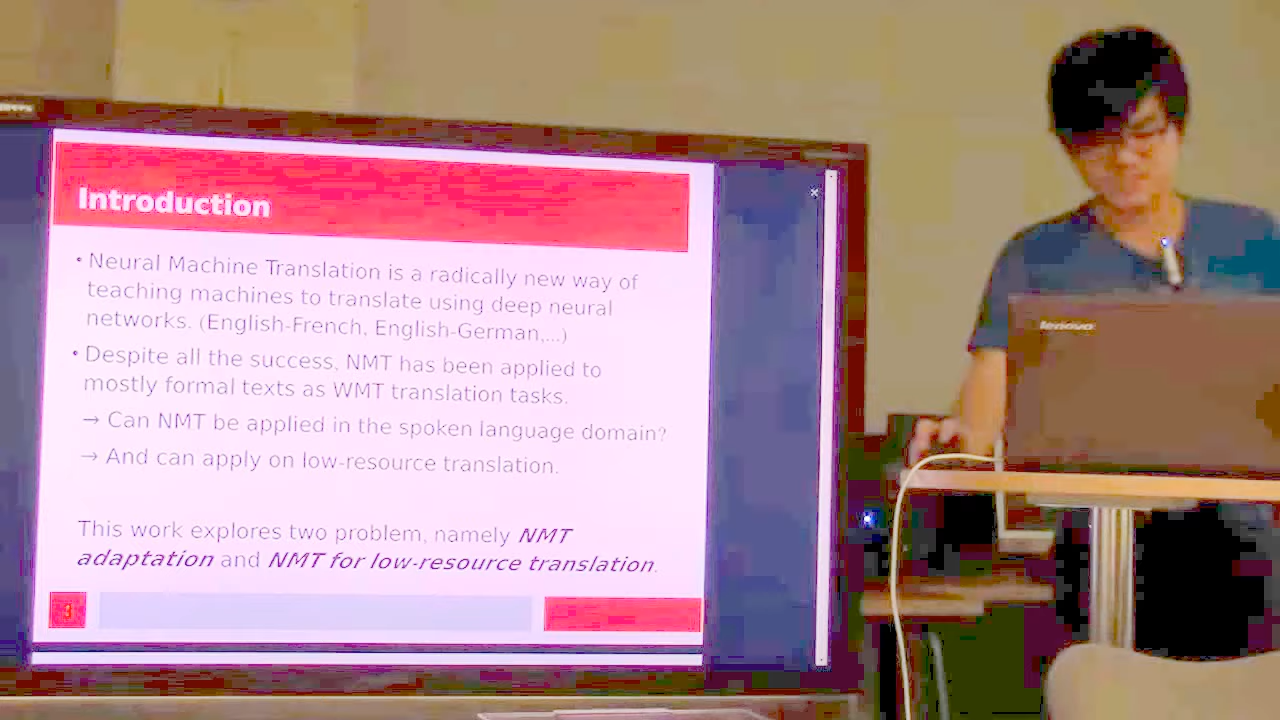 Introduction
• Neural Machine Translation is a radically new way of
teaching machines to translate using deep neural
networks. (English-French, English-German,...)
• Despite all the success, NMT has been applied to
mostly formal texts as WMT translation tasks.
→ Can NMT be applied in the spoken language domain?
→ And can apply on low-resource translation.
This work explores two problem, namely NMT
adaptation and NMT for low-resource translation.
3
lenovo